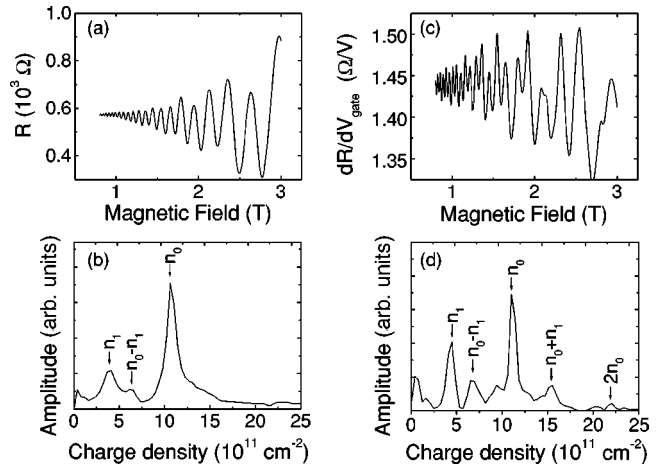 (a)
R (10³ Ω)
1.0
0.8
0.6
0.4
1
2
3
Magnetic Field (T)
(c)
dR/dV_gate (Ω/V)
1.50
1.45
1.40
1.35
1
2
3
Magnetic Field (T)
(b)
Amplitude (arb. units)
n₁
n₀-n₁
n₀
0
5
10
15
20
25
Charge density (10¹¹ cm⁻²)
(d)
Amplitude (arb. units)
n₁
n₀-n₁
n₀
n₀+n₁
2n₀
0
5
10
15
20
25
Charge density (10¹¹ cm⁻²)